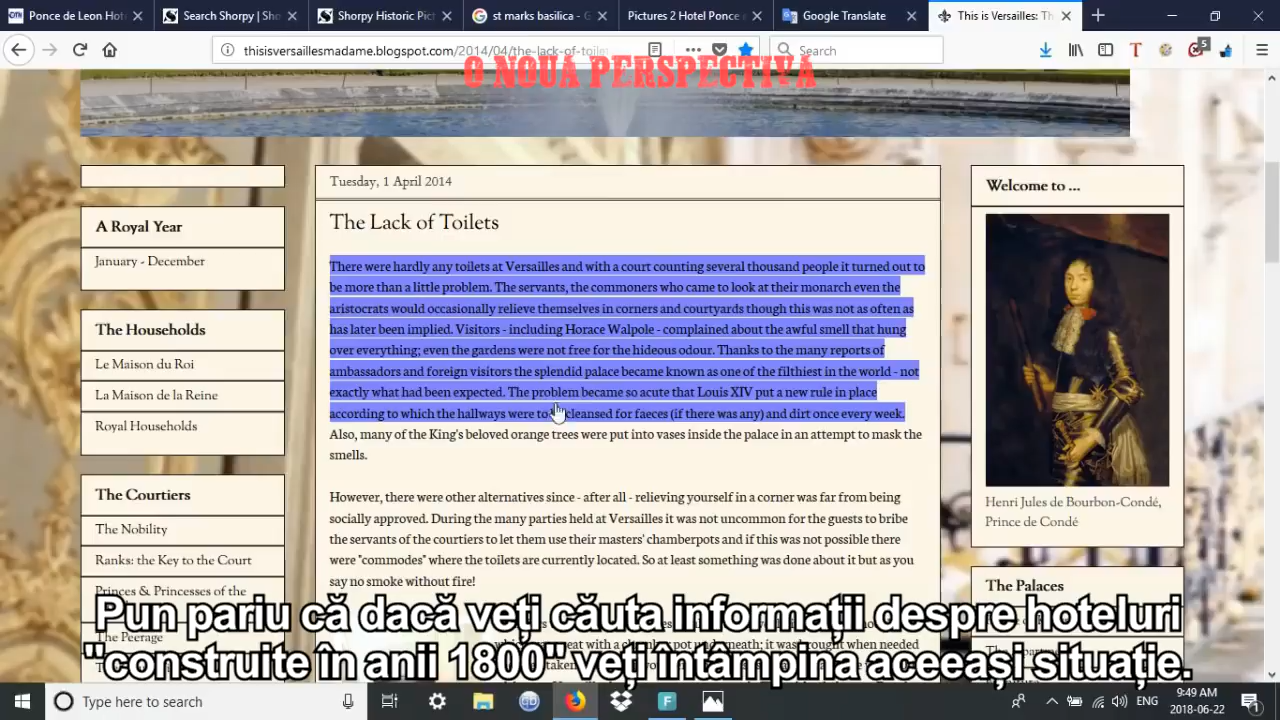 Ponce de Leon Hot
Search Shorpy | Sho
Shorpy Historic Pict
st marks basilica - G
Pictures 2 Hotel Ponce
Google Translate
This is Versailles: Th
thisisversaillesmadame.blogspot.com/2014/04/the-lack-of-toilet
Search
5
O NOUA PERSPECTIVĂ
Tuesday, 1 April 2014
The Lack of Toilets
There were hardly any toilets at Versailles and with a court counting several thousand people it turned out to
be more than a little problem. The servants, the commoners who came to look at their monarch even the
aristocrats would occasionally relieve themselves in corners and courtyards though this was not as often as
has later been implied. Visitors - including Horace Walpole - complained about the awful smell that hung
over everything; even the gardens were not free for the hideous odour. Thanks to the many reports of
ambassadors and foreign visitors the splendid palace became known as one of the filthiest in the world - not
exactly what had been expected. The problem became so acute that Louis XIV put a new rule in place
according to which the hallways were to cleansed for faeces (if there was any) and dirt once every week.
Also, many of the King's beloved orange trees were put into vases inside the palace in an attempt to mask the
smells.
However, there were other alternatives since - after all - relieving yourself in a corner was far from being
socially approved. During the many parties held at Versailles it was not uncommon for the guests to bribe
the servants of the courtiers to let them use their masters' chamberpots and if this was not possible there
were "commodes" where the toilets are currently located. So at least something was done about it but as you
say no smoke without fire!
A Royal Year
January - December
The Households
Le Maison du Roi
La Maison de la Reine
Royal Households
The Courtiers
The Nobility
Ranks: the Key to the Court
Princes & Princesses of the
The Peerage
Welcome to ...
Henri Jules de Bourbon-Condé,
Prince de Condé
The Palaces
Pun pariu că dacă veți căuta informații despre hoteluri
"construite în anii 1800" veți întâmpina aceeași situație.
Type here to search
ENG
9:49 AM
2018-06-22
1